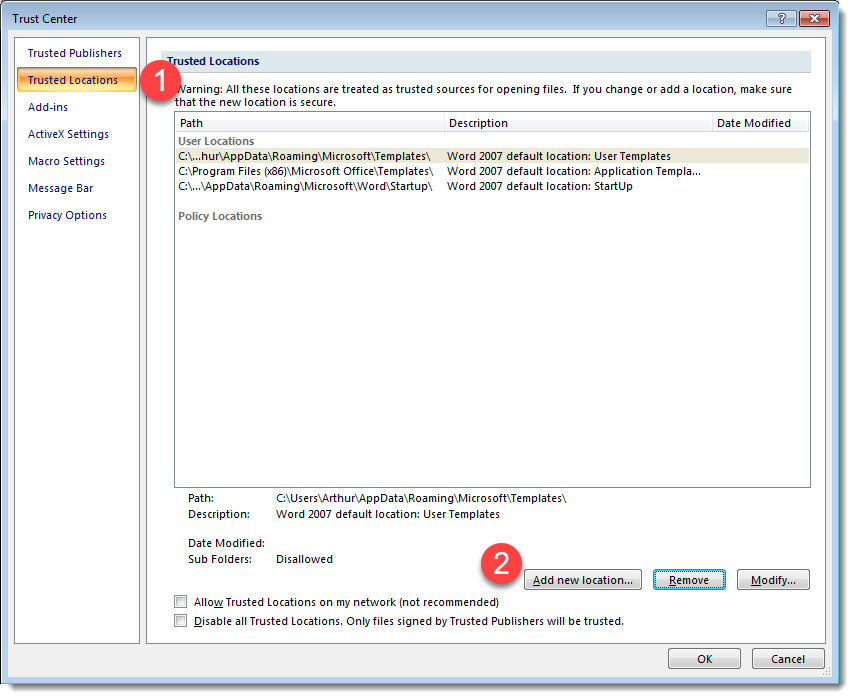 Trust Center
?
Trusted Publishers
Trusted Locations
Add-ins
ActiveX Settings
Macro Settings
Message Bar
Privacy Options
1
Trusted Locations
Warning: All these locations are treated as trusted sources for opening files. If you change or add a location, make sure
that the new location is secure.
Path Description Date Modified
User Locations
C:\...hur\AppData\Roaming\Microsoft\Templates\ Word 2007 default location: User Templates
C:\Program Files (x86)\Microsoft Office\Templates\ Word 2007 default location: Application Templa...
C:\...\AppData\Roaming\Microsoft\Word\Startup\ Word 2007 default location: StartUp
Policy Locations
Path: C:\Users\Arthur\AppData\Roaming\Microsoft\Templates\
Description: Word 2007 default location: User Templates
Date Modified:
Sub Folders: Disallowed
2
Add new location... Remove Modify...
Allow Trusted Locations on my network (not recommended)
Disable all Trusted Locations. Only files signed by Trusted Publishers will be trusted.
OK Cancel